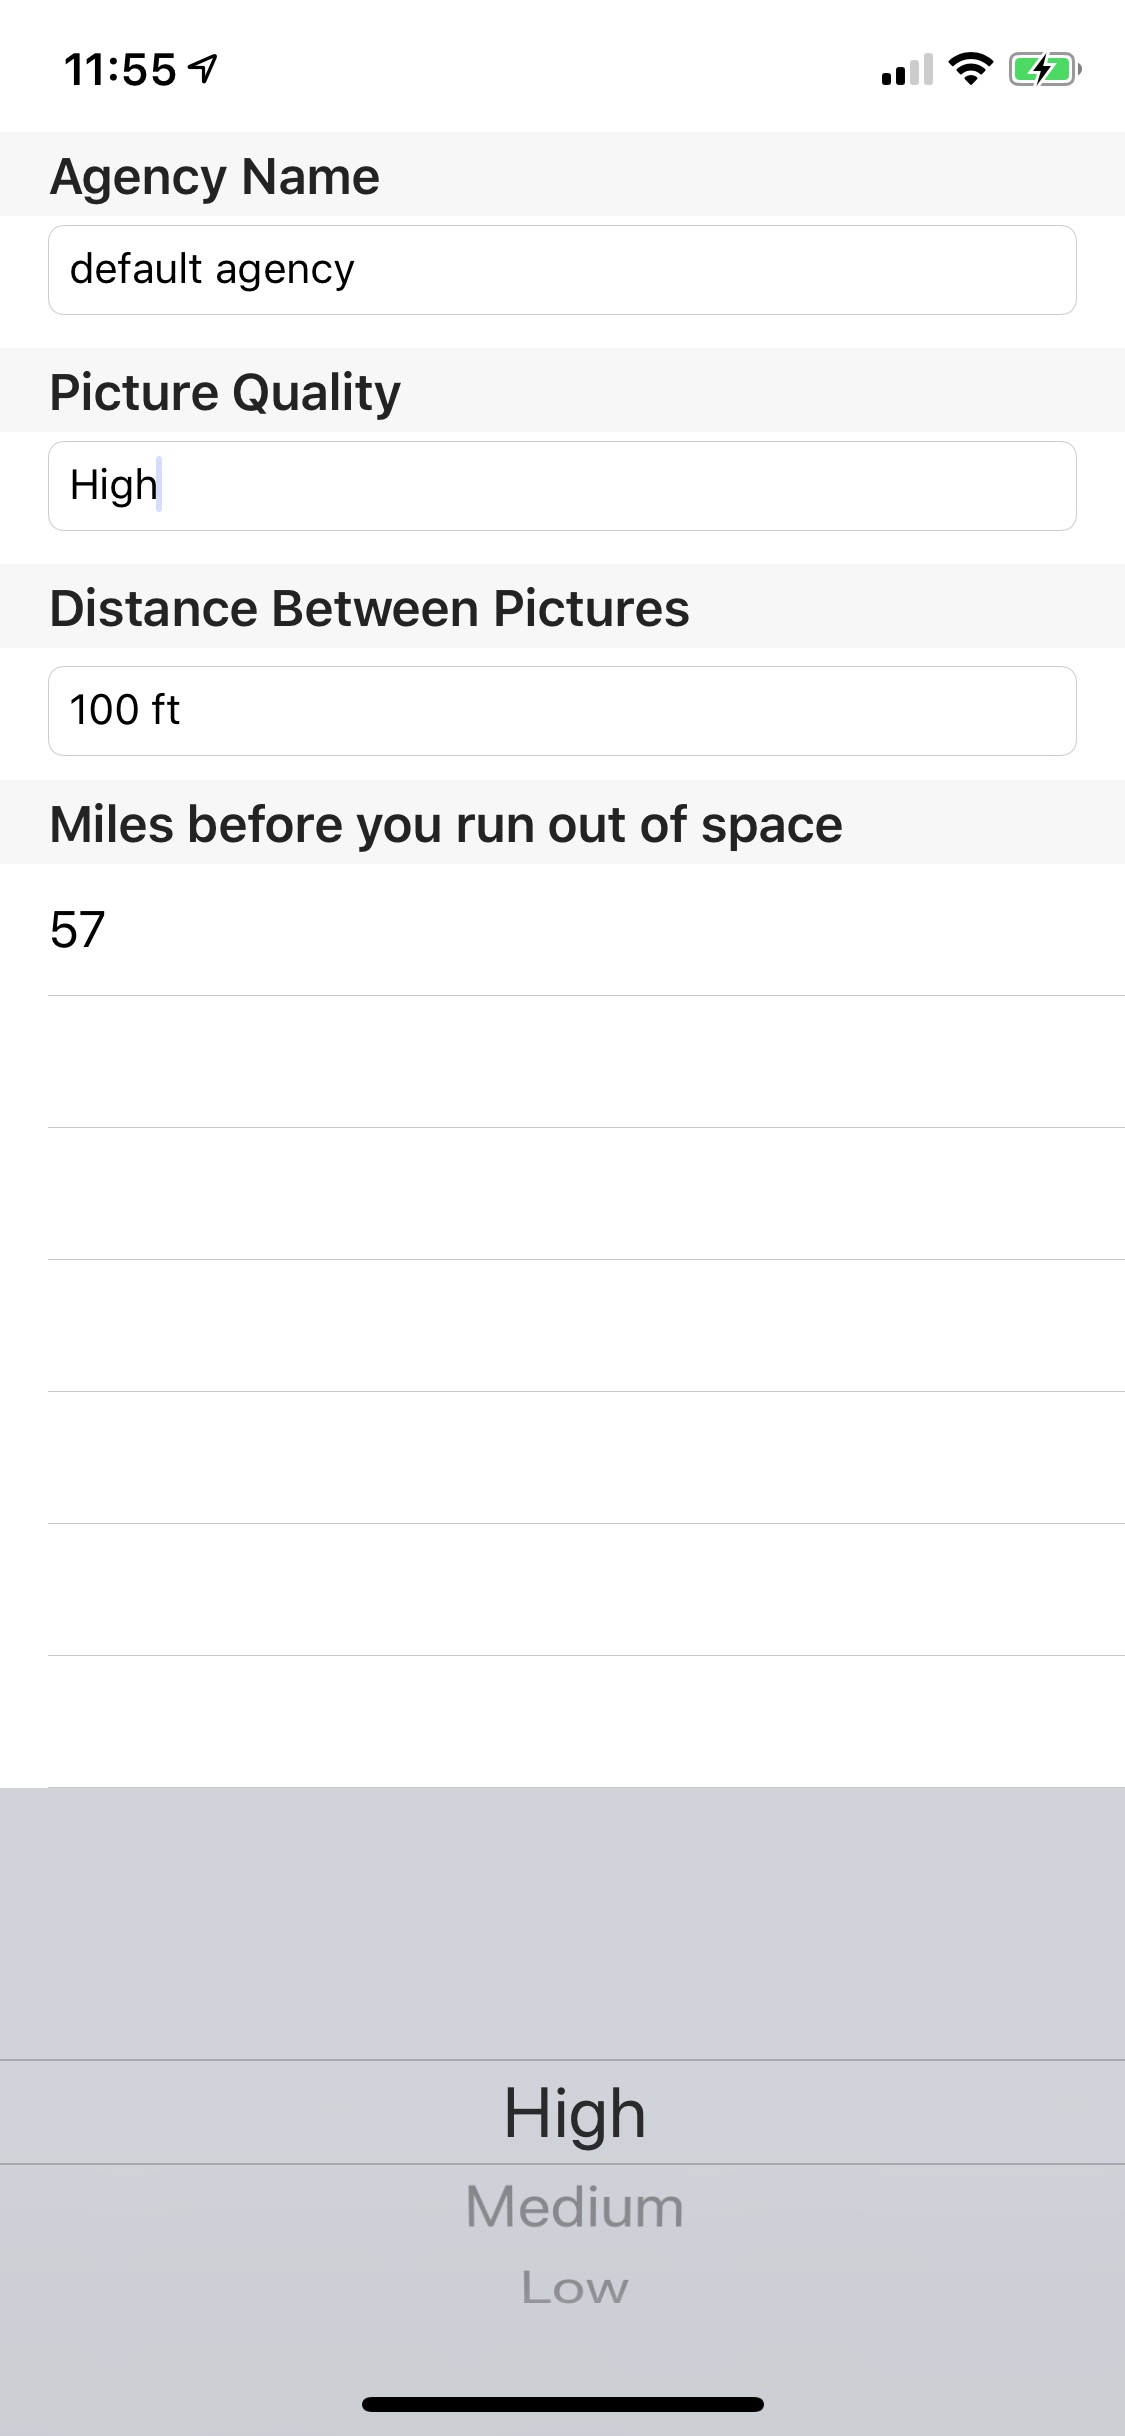 11:55
Agency Name
default agency
Picture Quality
High
Distance Between Pictures
100 ft
Miles before you run out of space
57
High
Medium
Low